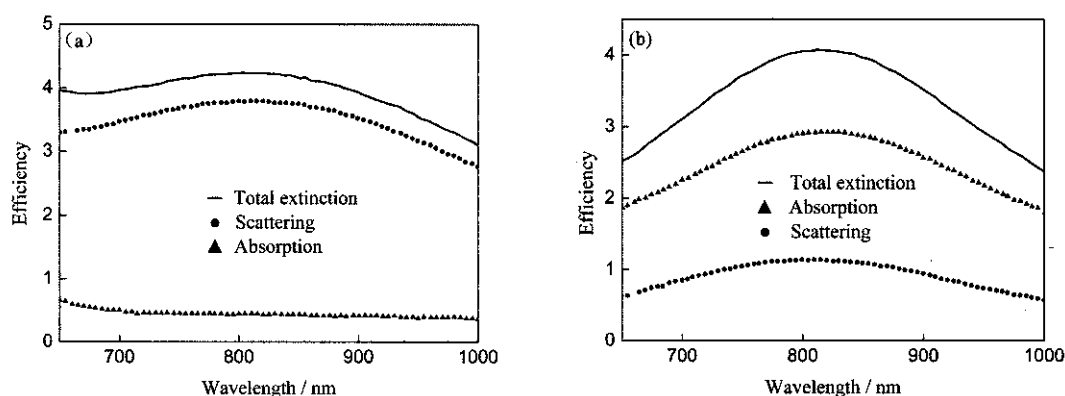 (a)
5
4
3
2
1
0
Efficiency
Total extinction
Scattering
Absorption
700 800 900 1000
Wavelength / nm
(b)
4
3
2
1
0
Efficiency
Total extinction
Absorption
Scattering
700 800 900 1000
Wavelength / nm